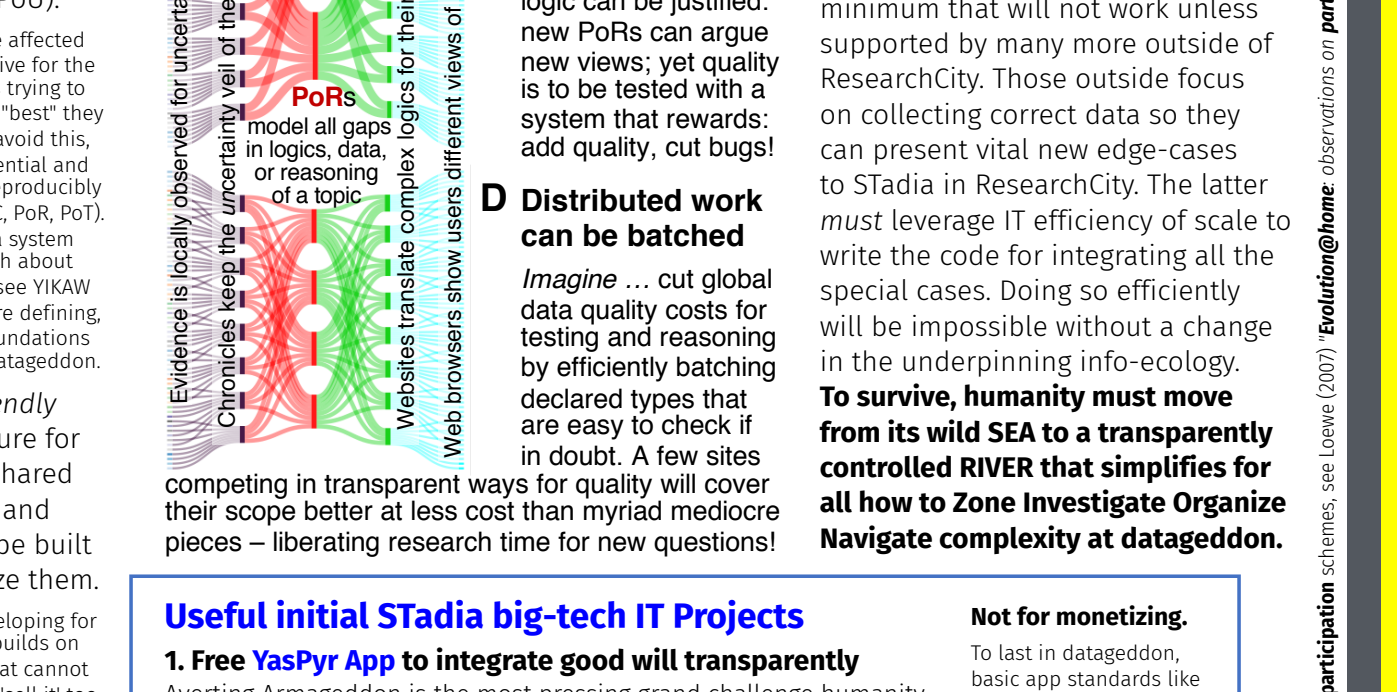 e affected
ive for the
trying to
"best" they
avoid this,
ential and
producibly
C, PoR, PoT).
a system
h about
see YIKAW
re defining,
undations
atageddon.
endly
ure for
hared
and
be built
ze them.
eloping for
builds on
at cannot
Evidence is locally observed for uncerta
Chronicles keep the uncertainty veil of the
PoRs
model all gaps
in logics, data,
or reasoning
of a topic
Websites translate complex logics for their
Web browsers show users different views of
logic can be justified:
new PoRs can argue
new views; yet quality
is to be tested with a
system that rewards:
add quality, cut bugs!
D Distributed work
can be batched
Imagine … cut global
data quality costs for
testing and reasoning
by efficiently batching
declared types that
are easy to check if
in doubt. A few sites
competing in transparent ways for quality will cover
their scope better at less cost than myriad mediocre
pieces – liberating research time for new questions!
minimum that will not work unless
supported by many more outside of
ResearchCity. Those outside focus
on collecting correct data so they
can present vital new edge-cases
to STadia in ResearchCity. The latter
must leverage IT efficiency of scale to
write the code for integrating all the
special cases. Doing so efficiently
will be impossible without a change
in the underpinning info-ecology.
To survive, humanity must move
from its wild SEA to a transparently
controlled RIVER that simplifies for
all how to Zone Investigate Organize
Navigate complexity at datageddon.
participation schemes, see Loewe (2007) "Evolution@home: observations on part
Useful initial STadia big-tech IT Projects
1. Free YasPyr App to integrate good will transparently
Averting Armageddon is the most pressing grand challenge humanity
Not for monetizing.
To last in datageddon,
basic app standards like